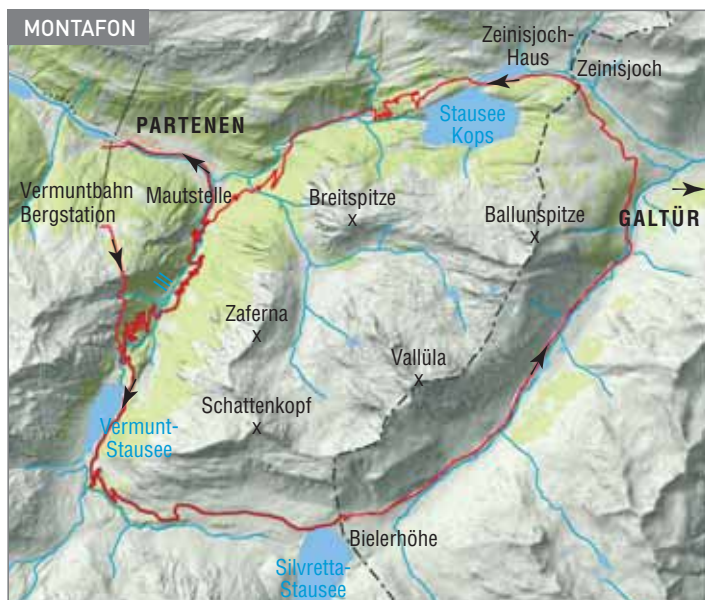 MONTAFON
Zeinisjoch-
Haus
Zeinisjoch
PARTENEN
Stausee
Kops
Vermuntbahn
Bergstation
Mautstelle
Breitspitze
x
Ballunspitze
x
GALTÜR
Zaferna
x
Vallüla
x
Schattenkopf
x
Vermunt-
Stausee
Bielerhöhe
Silvretta-
Stausee